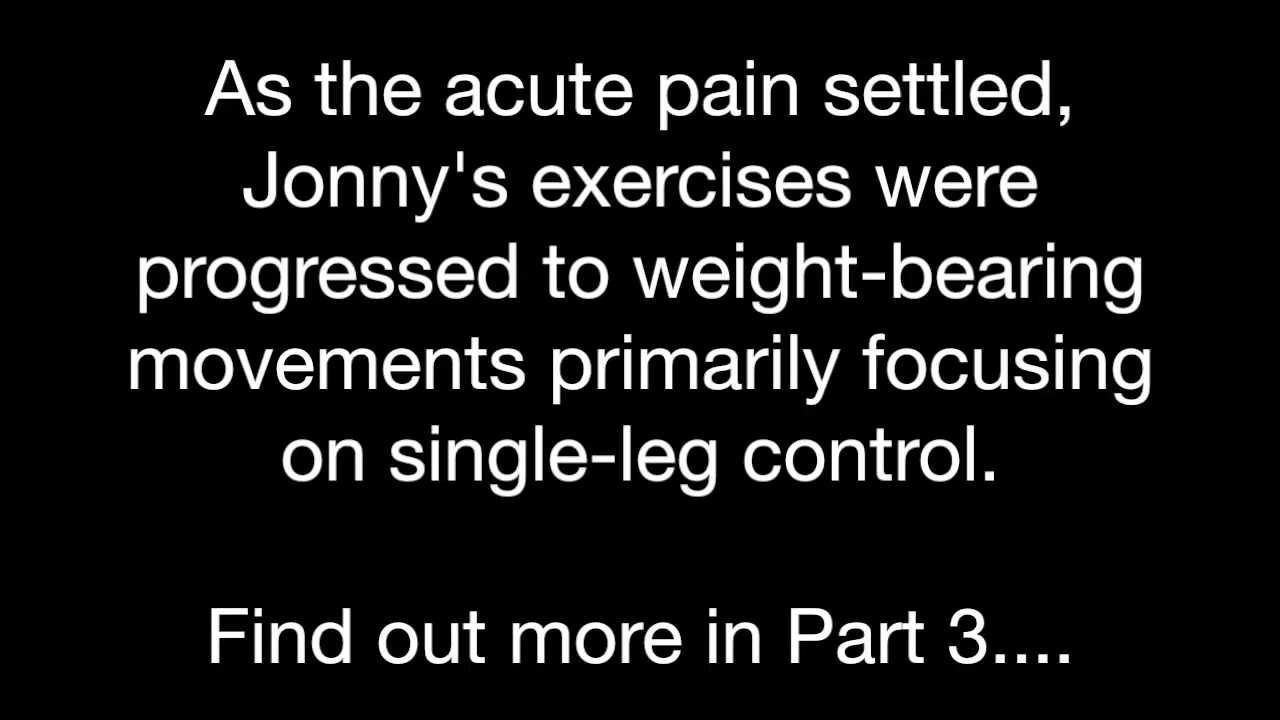 As the acute pain settled,
Jonny's exercises were
progressed to weight-bearing
movements primarily focusing
on single-leg control.
Find out more in Part 3....